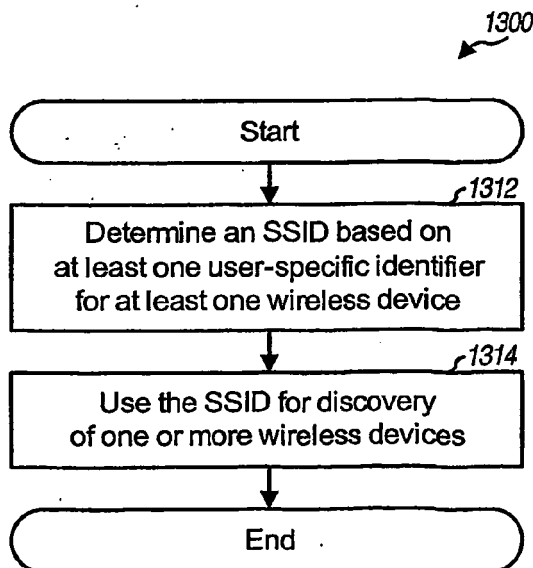 1300
Start
1312
Determine an SSID based on
at least one user-specific identifier
for at least one wireless device
1314
Use the SSID for discovery
of one or more wireless devices
End